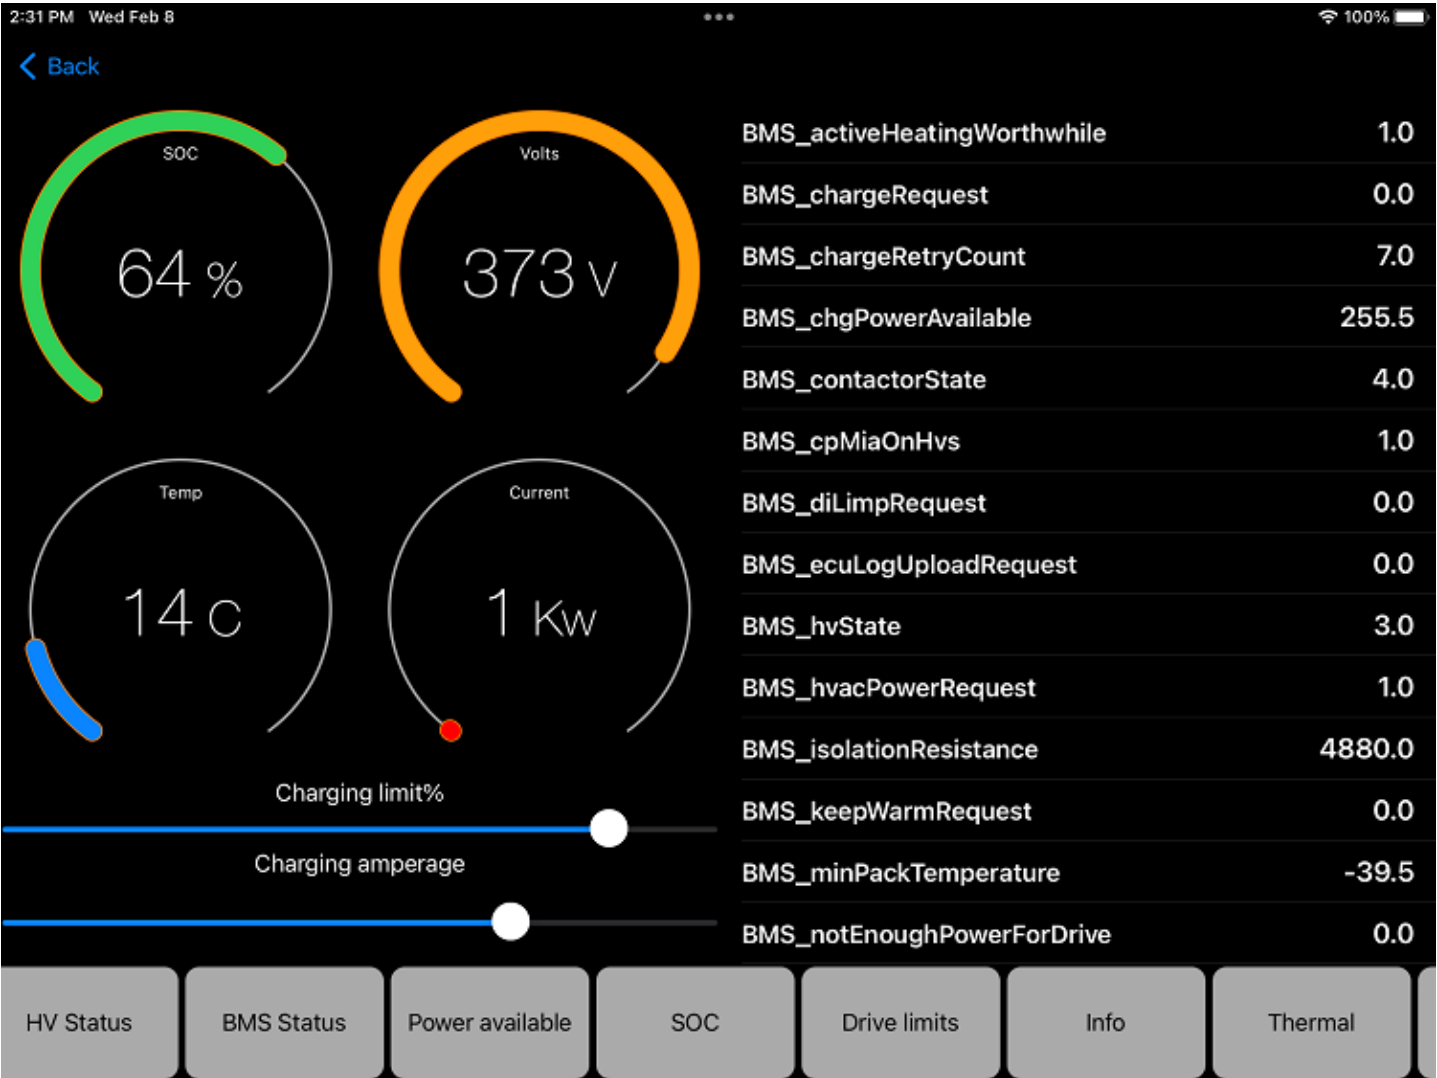 2:31 PM Wed Feb 8
100%
Back
SOC
64 %
Volts
373 V
Temp
14 C
Current
1 Kw
Charging limit%
Charging amperage
BMS_activeHeatingWorthwhile 1.0
BMS_chargeRequest 0.0
BMS_chargeRetryCount 7.0
BMS_chgPowerAvailable 255.5
BMS_contactorState 4.0
BMS_cpMiaOnHvs 1.0
BMS_diLimpRequest 0.0
BMS_ecuLogUploadRequest 0.0
BMS_hvState 3.0
BMS_hvacPowerRequest 1.0
BMS_isolationResistance 4880.0
BMS_keepWarmRequest 0.0
BMS_minPackTemperature -39.5
BMS_notEnoughPowerForDrive 0.0
HV Status
BMS Status
Power available
SOC
Drive limits
Info
Thermal